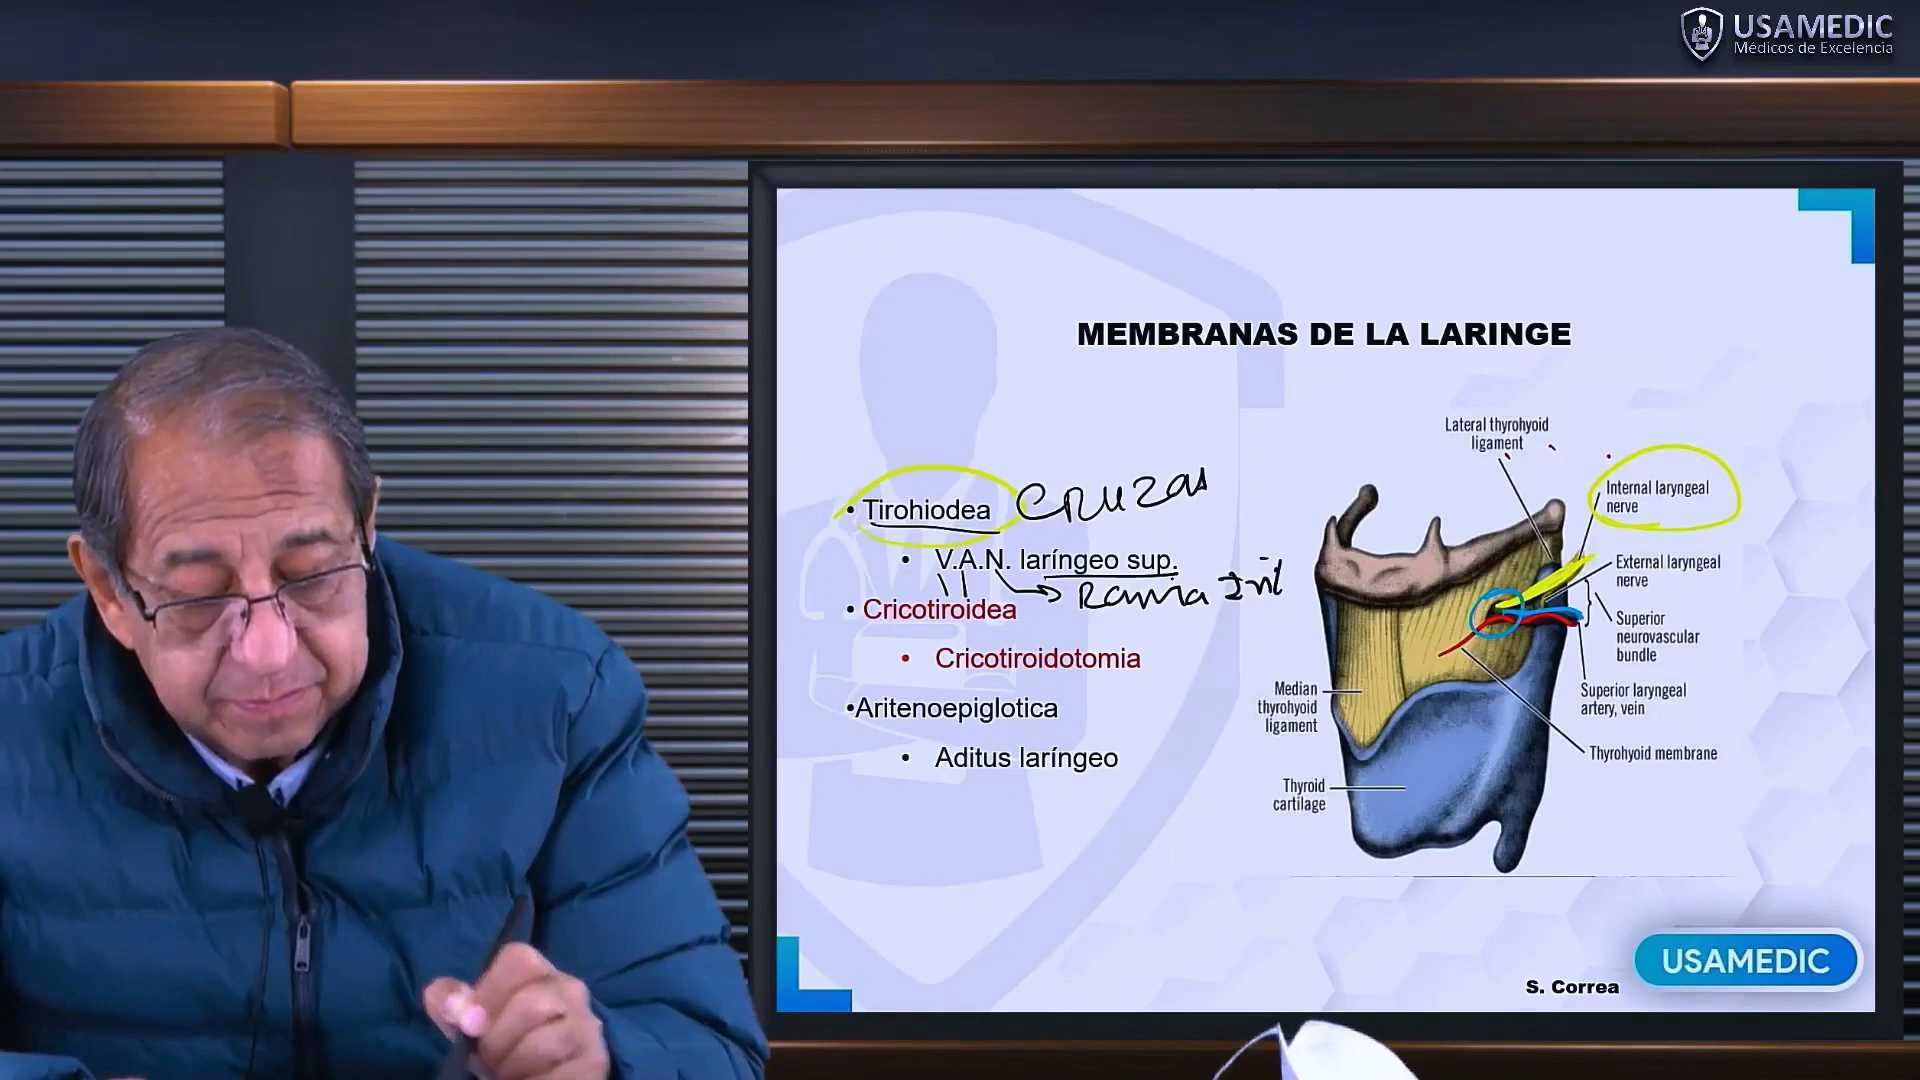 USAMEDIC
Médicos de Excelencia
MEMBRANAS DE LA LARINGE
• Tirohiodea cruzas
• V.A.N. laríngeo sup.
Rama Int
• Cricotiroidea
• Cricotiroidotomia
•Aritenoepiglotica
• Aditus laríngeo
Lateral thyrohyoid
ligament
Internal laryngeal
nerve
External laryngeal
nerve
Superior
neurovascular
bundle
Superior laryngeal
artery, vein
Thyrohyoid membrane
Median
thyrohyoid
ligament
Thyroid
cartilage
USAMEDIC
S. Correa